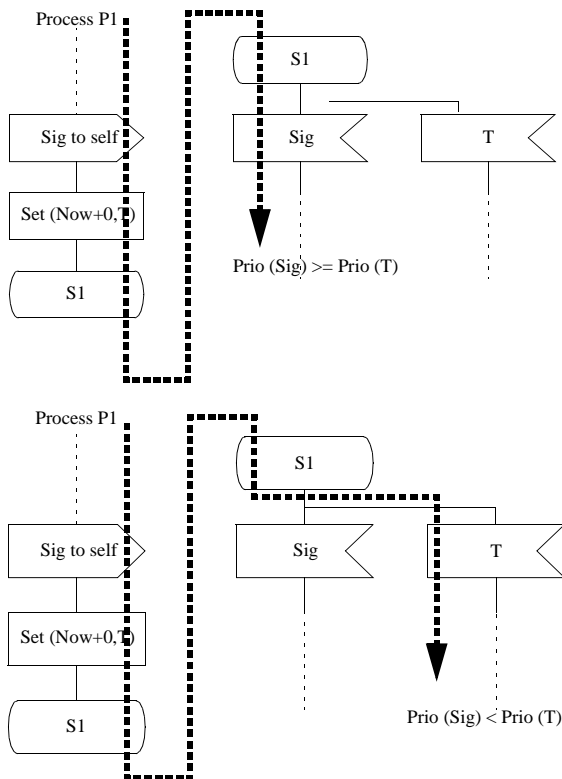 Process P1
S1
Sig to self
Sig
T
Set (Now+0,T)
Prio (Sig) >= Prio (T)
S1
Process P1
S1
Sig to self
Sig
T
Set (Now+0,T)
S1
Prio (Sig) < Prio (T)